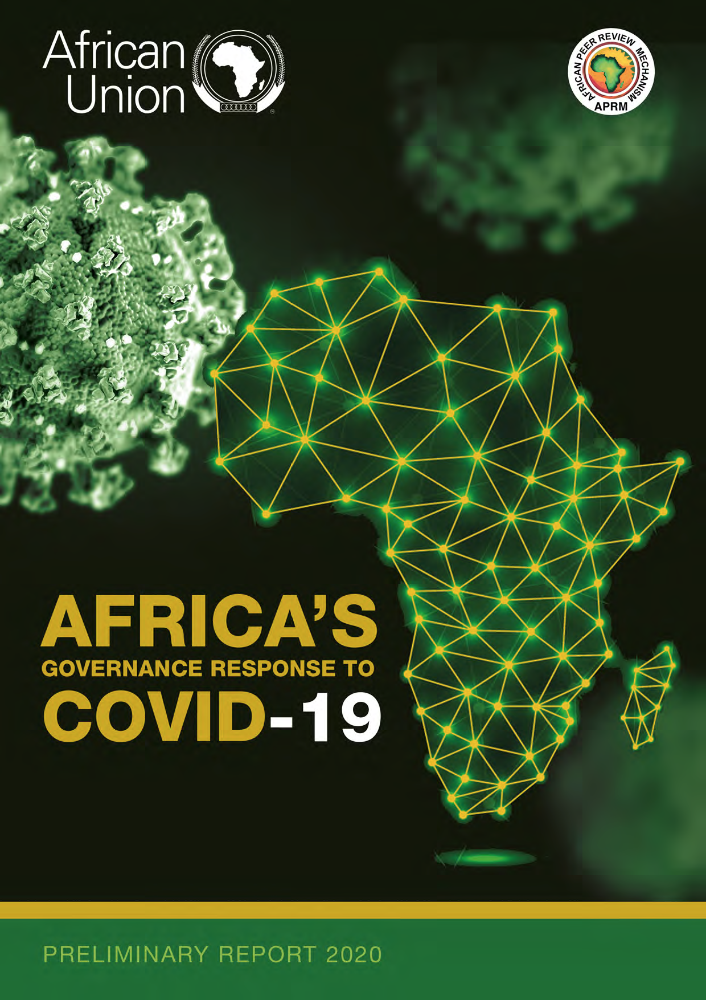 African
Union
AFRICAN PEER REVIEW MECHANISM
APRM
AFRICA'S
GOVERNANCE RESPONSE TO
COVID-19
PRELIMINARY REPORT 2020